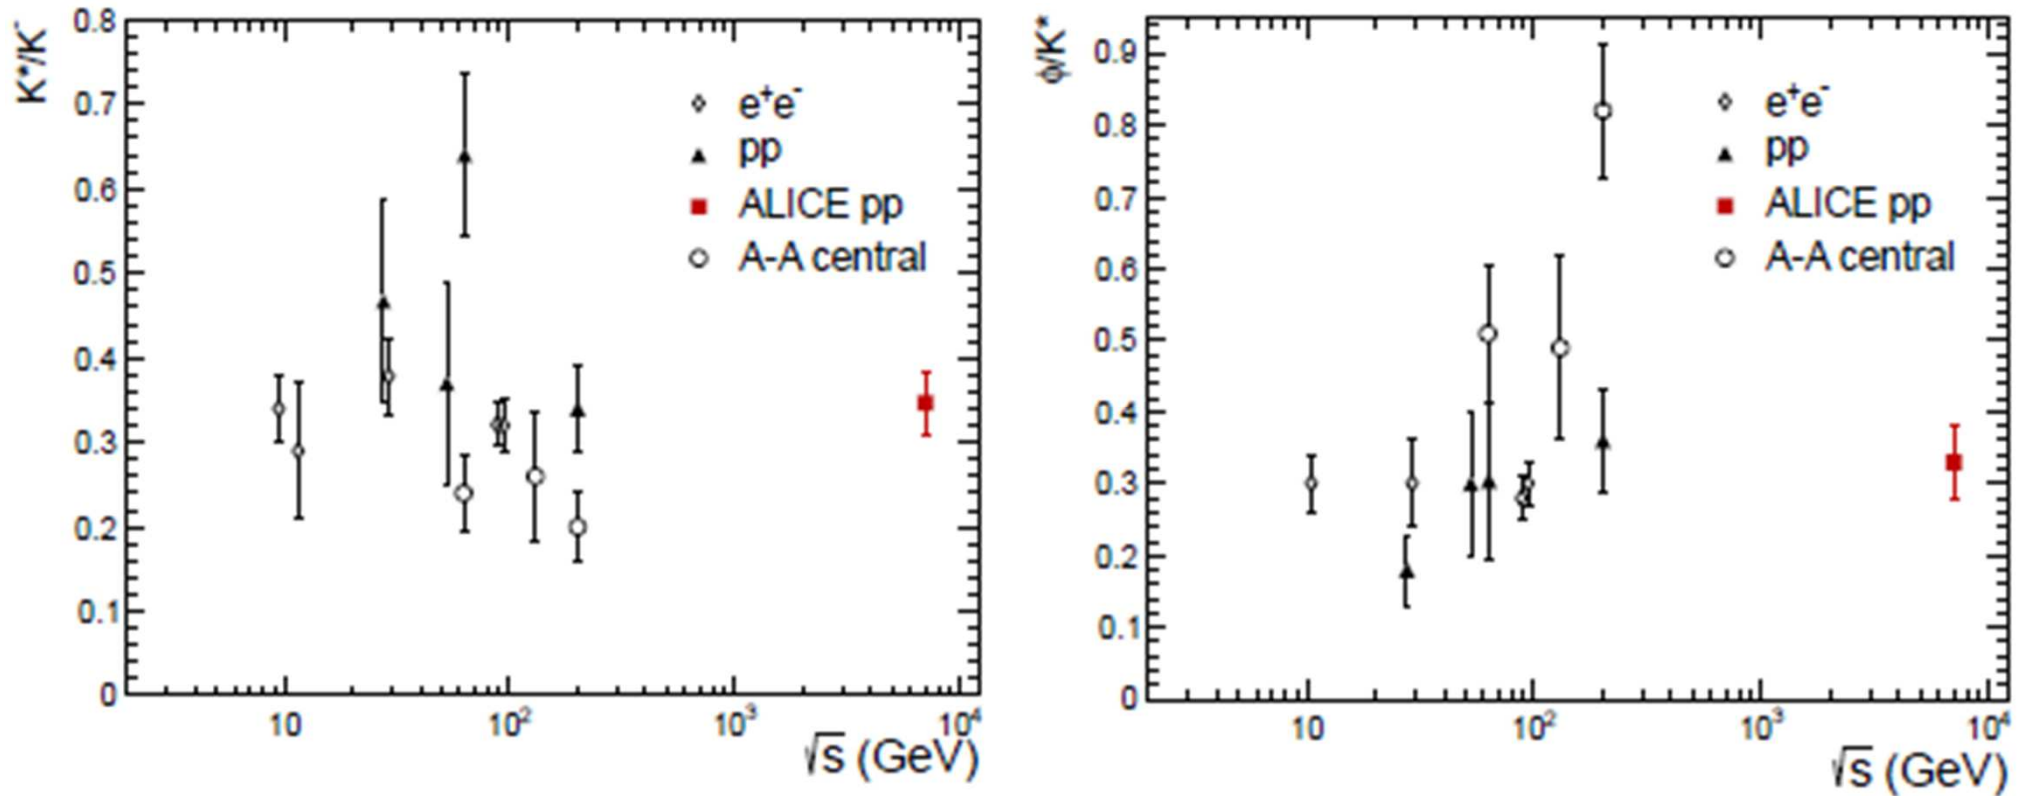 K*/K-
0.8
0.7
0.6
0.5
0.4
0.3
0.2
0.1
0
e+e-
pp
ALICE pp
A-A central
10
10²
10³
10⁴
√s (GeV)
ϕ/K*
0.9
0.8
0.7
0.6
0.5
0.4
0.3
0.2
0.1
0
e+e-
pp
ALICE pp
A-A central
10
10²
10³
10⁴
√s (GeV)